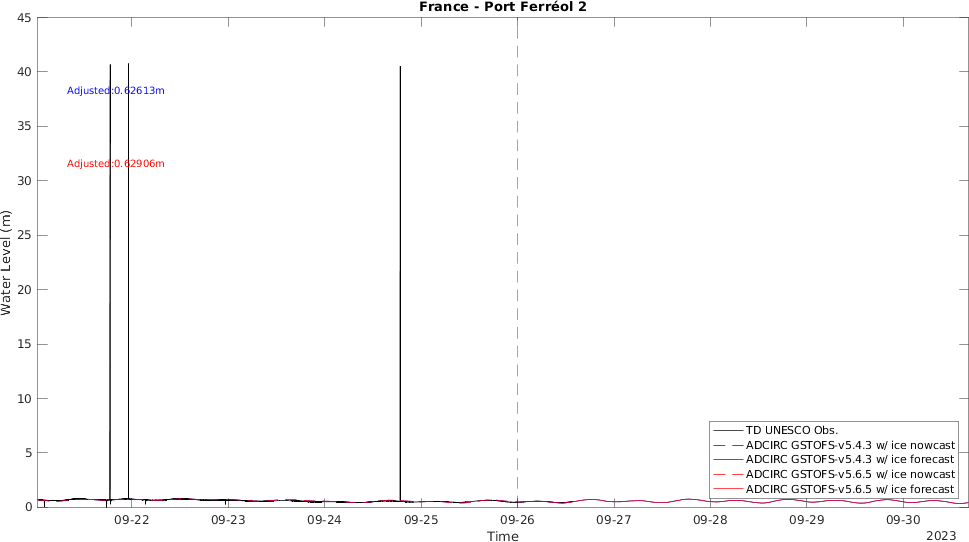 France - Port Ferréol 2
45
40
35
30
25
20
15
10
5
0
Water Level (m)
Adjusted:0.62613m
Adjusted:0.62906m
TD UNESCO Obs.
ADCIRC GSTOFS-v5.4.3 w/ ice nowcast
ADCIRC GSTOFS-v5.4.3 w/ ice forecast
ADCIRC GSTOFS-v5.6.5 w/ ice nowcast
ADCIRC GSTOFS-v5.6.5 w/ ice forecast
09-22 09-23 09-24 09-25 09-26 09-27 09-28 09-29 09-30
Time
2023